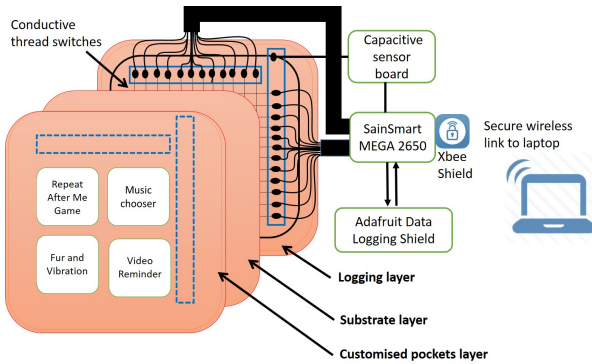 Conductive
thread switches
Capacitive
sensor
board
SainSmart
MEGA 2650
Xbee
Shield
Secure wireless
link to laptop
Adafruit Data
Logging Shield
Repeat
After Me
Game
Music
chooser
Fur and
Vibration
Video
Reminder
Logging layer
Substrate layer
Customised pockets layer